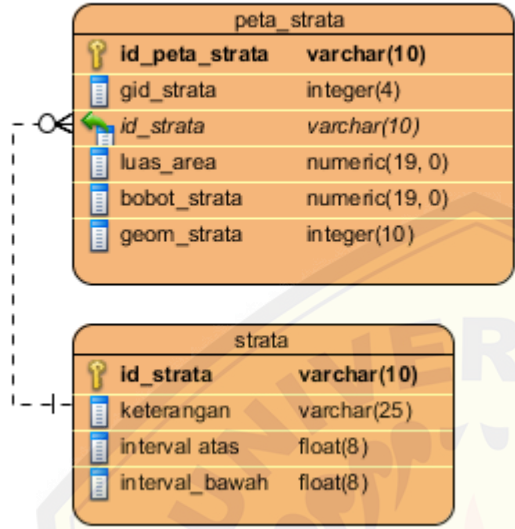 peta_strata
id_peta_strata varchar(10)
gid_strata integer(4)
id_strata varchar(10)
luas_area numeric(19, 0)
bobot_strata numeric(19, 0)
geom_strata integer(10)
strata
id_strata varchar(10)
keterangan varchar(25)
interval atas float(8)
interval_bawah float(8)
UNIVER